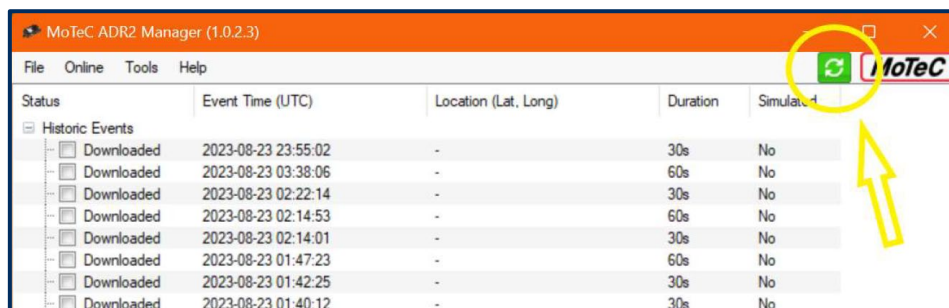 MoTeC ADR2 Manager (1.0.2.3)
File Online Tools Help MoTeC
Status Event Time (UTC) Location (Lat, Long) Duration Simulated
Historic Events
Downloaded 2023-08-23 23:55:02 - 30s No
Downloaded 2023-08-23 03:38:06 - 60s No
Downloaded 2023-08-23 02:22:14 - 30s No
Downloaded 2023-08-23 02:14:53 - 60s No
Downloaded 2023-08-23 02:14:01 - 30s No
Downloaded 2023-08-23 01:47:23 - 60s No
Downloaded 2023-08-23 01:42:25 - 30s No
Downloaded 2023-08-23 01:40:12 - 30s No